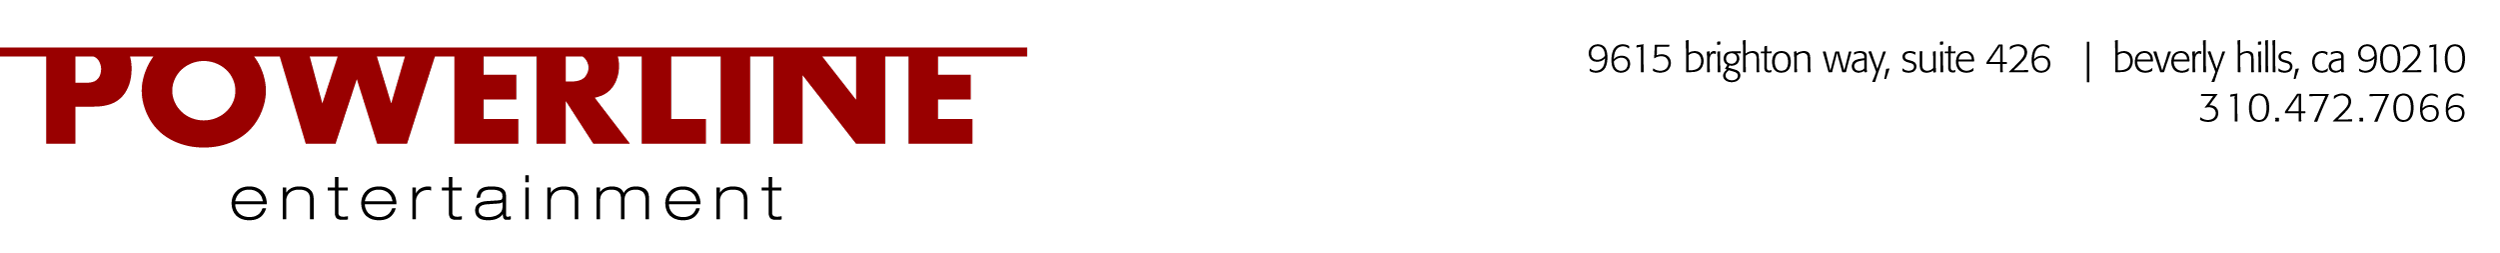 POWERLINE
entertainment
9615 brighton way, suite 426 | beverly hills, ca 90210
310.472.7066